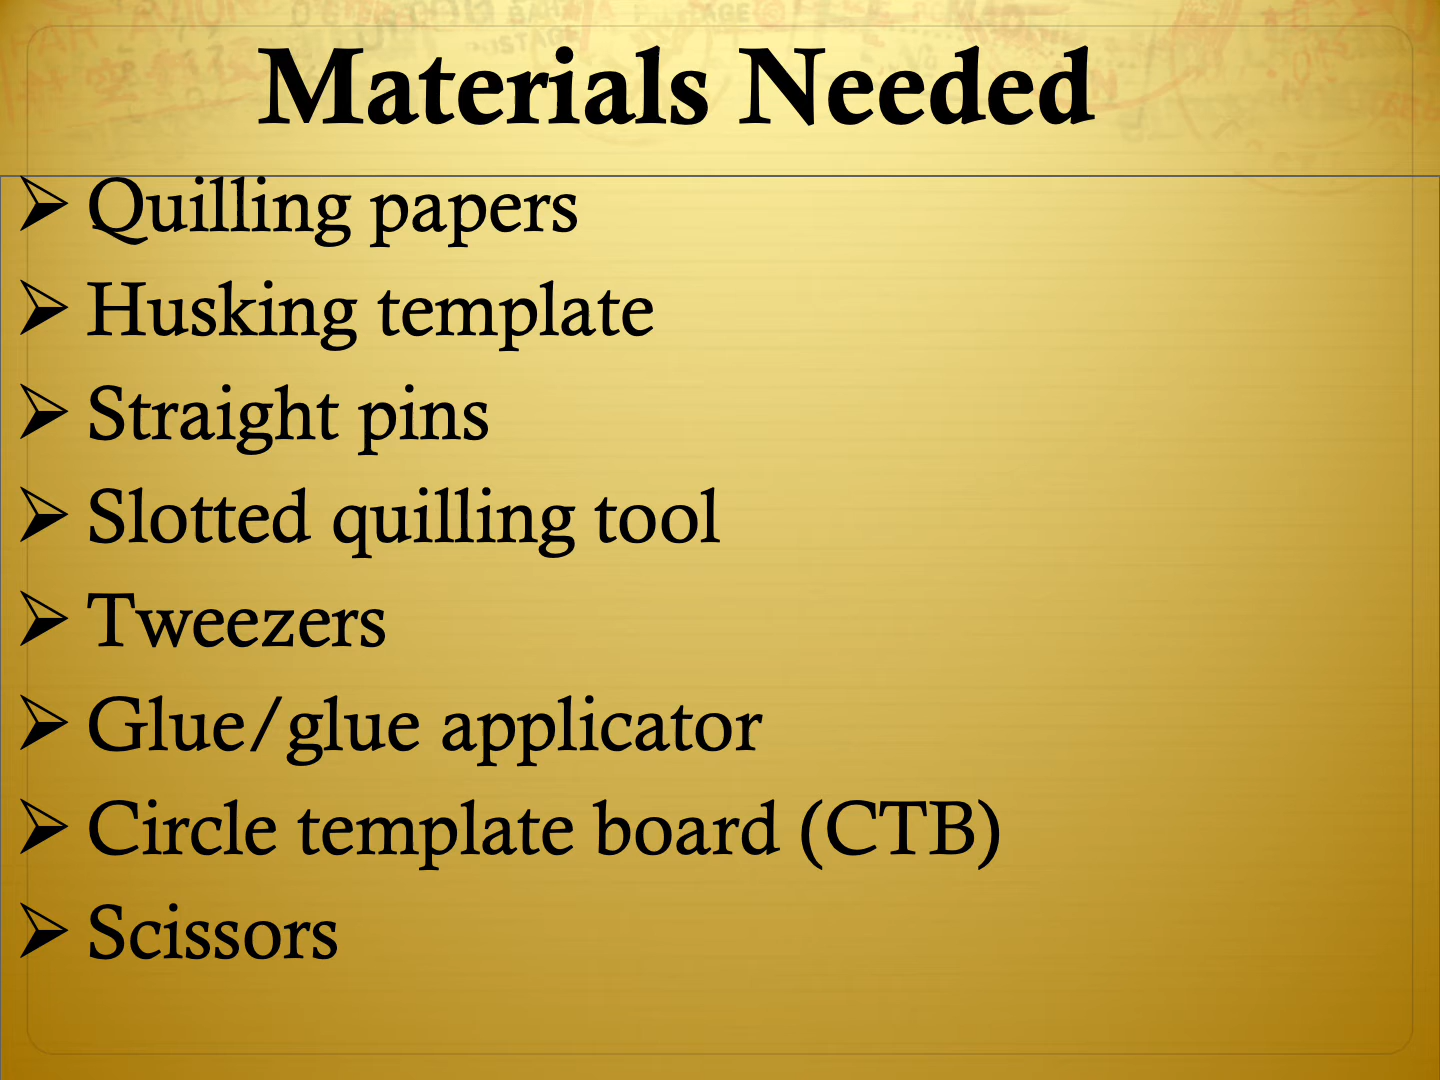 Materials Needed
Quilling papers
Husking template
Straight pins
Slotted quilling tool
Tweezers
Glue/glue applicator
Circle template board (CTB)
Scissors